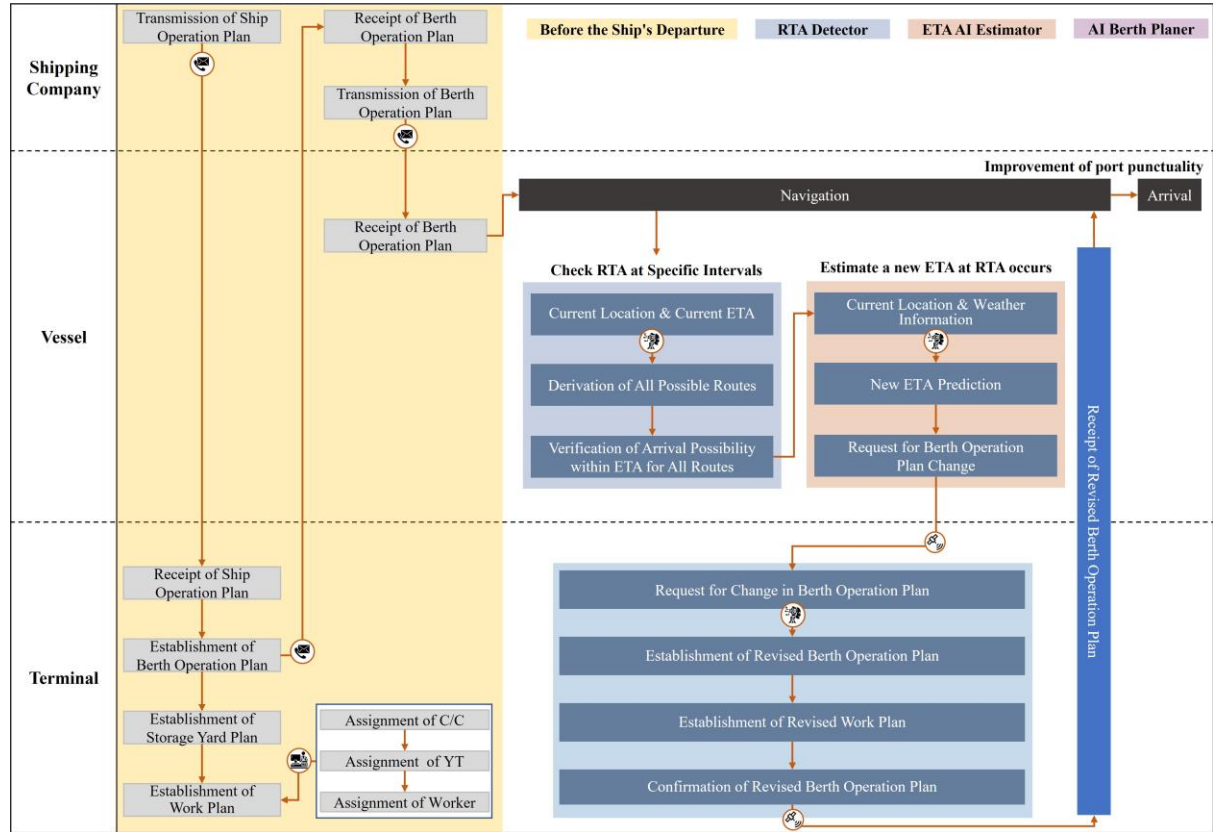 Transmission of Ship
Operation Plan
Receipt of Berth
Operation Plan
Before the Ship's Departure
RTA Detector
ETA AI Estimator
AI Berth Planer
Shipping
Company
Transmission of Berth
Operation Plan
Improvement of port punctuality
Navigation
Arrival
Receipt of Berth
Operation Plan
Check RTA at Specific Intervals
Estimate a new ETA at RTA occurs
Vessel
Current Location & Current ETA
Derivation of All Possible Routes
Verification of Arrival Possibility
within ETA for All Routes
Current Location & Weather
Information
New ETA Prediction
Request for Berth Operation
Plan Change
Receipt of Revised Berth Operation Plan
Terminal
Receipt of Ship
Operation Plan
Establishment of
Berth Operation Plan
Establishment of
Storage Yard Plan
Establishment of
Work Plan
Assignment of C/C
Assignment of YT
Assignment of Worker
Request for Change in Berth Operation Plan
Establishment of Revised Berth Operation Plan
Establishment of Revised Work Plan
Confirmation of Revised Berth Operation Plan